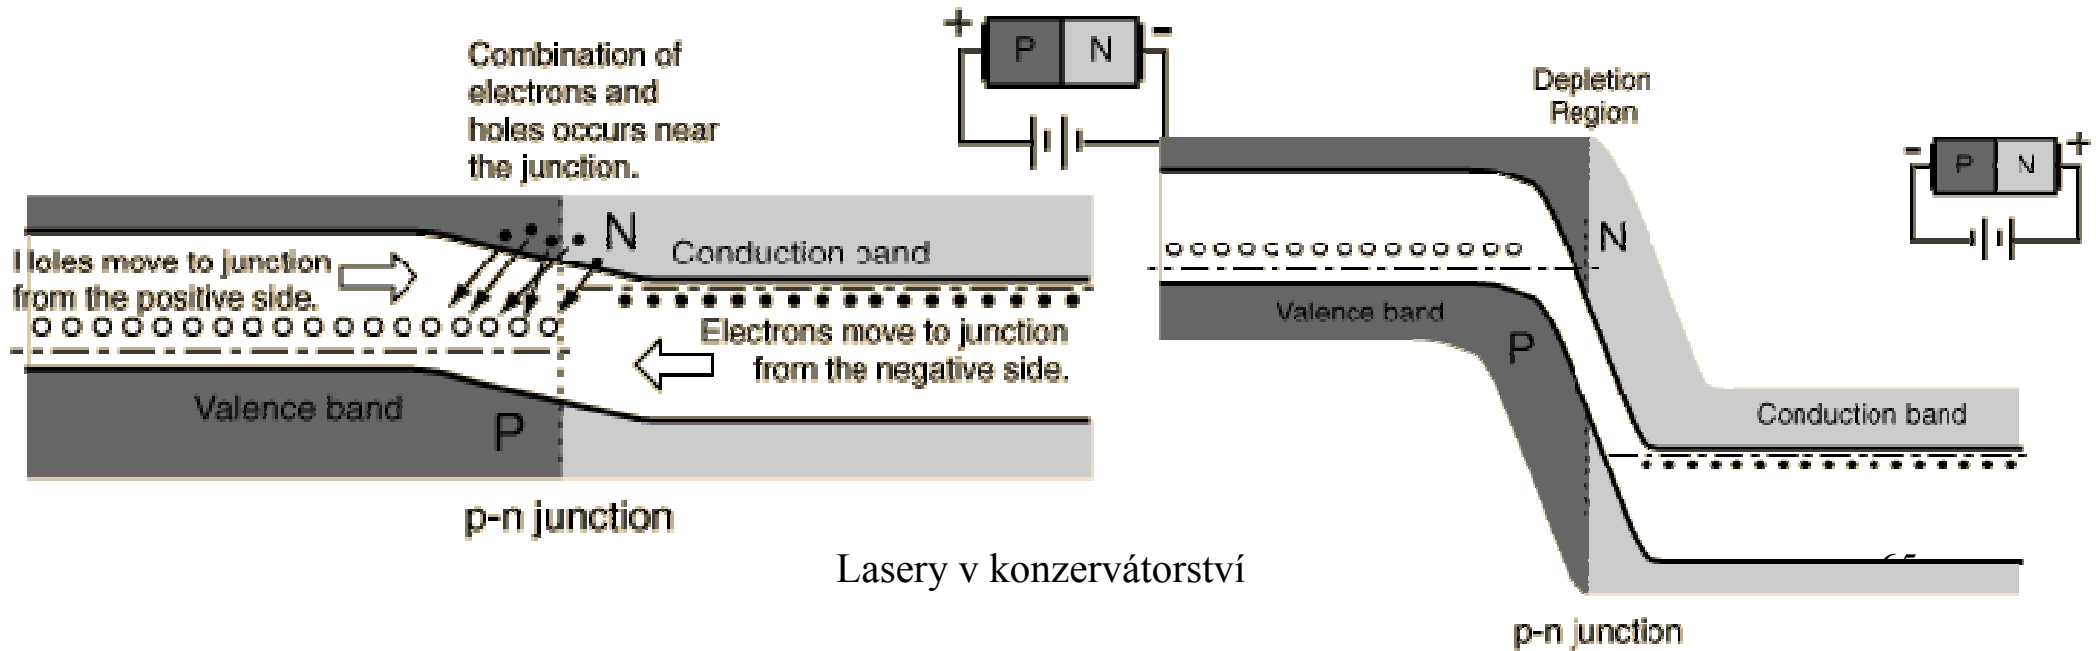 Combination of
electrons and
holes occurs near
the junction.
+ P N -
N
Conduction band
Holes move to junction
from the positive side.
Electrons move to junction
from the negative side.
Valence band
P
p-n junction
Depletion
Region
- P N +
N
Valence band
P
Conduction band
p-n junction
Lasery v konzervátorství